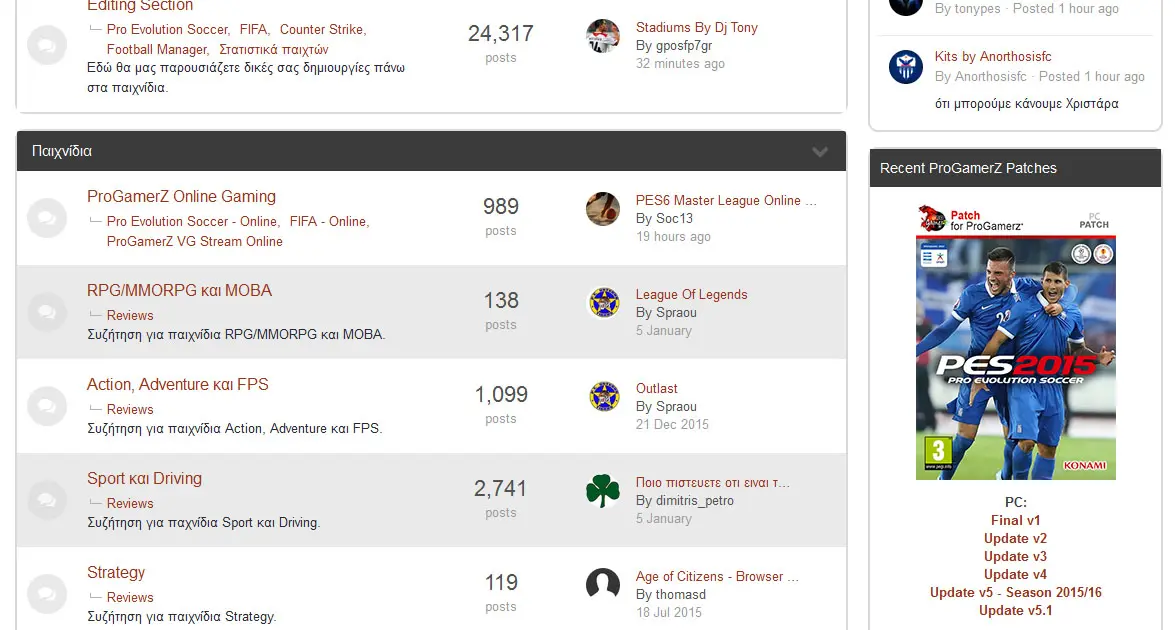 Editing Section
Pro Evolution Soccer, FIFA, Counter Strike,
Football Manager, Στατιστικά παιχτών
Εδώ θα μας παρουσιάζετε δικές σας δημιουργίες πάνω
στα παιχνίδια.
24,317
posts
Stadiums By Dj Tony
By gposfp7gr
32 minutes ago
Παιχνίδια
ProGamerZ Online Gaming
Pro Evolution Soccer - Online, FIFA - Online,
ProGamerZ VG Stream Online
989
posts
PES6 Master League Online ...
By Soc13
19 hours ago
RPG/MMORPG και MOBA
Reviews
Συζήτηση για παιχνίδια RPG/MMORPG και MOBA.
138
posts
League Of Legends
By Spraou
5 January
Action, Adventure και FPS
Reviews
Συζήτηση για παιχνίδια Action, Adventure και FPS.
1,099
posts
Outlast
By Spraou
21 Dec 2015
Sport και Driving
Reviews
Συζήτηση για παχνίδια Sport και Driving.
2,741
posts
Ποιο πιστευετε οτι ειναι τ...
By dimitris_petro
5 January
Strategy
Reviews
Συζήτηση για παιχνίδια Strategy.
119
posts
Age of Citizens - Browser ...
By thomasd
18 Jul 2015
By tonypes · Posted 1 hour ago
Kits by Anorthosisfc
By Anorthosisfc · Posted 1 hour ago
ότι μπορούμε κάνουμε Χριστάρα
Recent ProGamerZ Patches
Patch
for ProGamerz
PC
PATCH
PES2015
PRO EVOLUTION SOCCER
3
www.pegi.info
KONAMI
PC:
Final v1
Update v2
Update v3
Update v4
Update v5 - Season 2015/16
Update v5.1